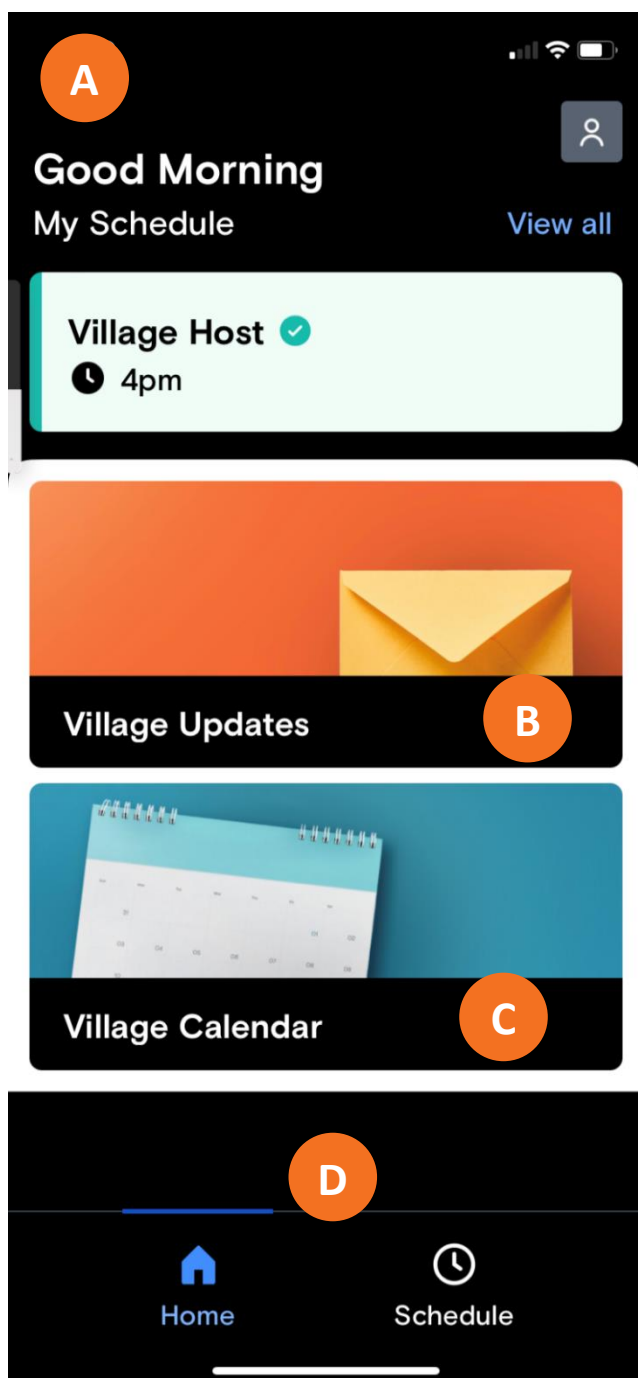 A
Good Morning
My Schedule View all
Village Host
4pm
Village Updates B
Village Calendar C
D
Home Schedule